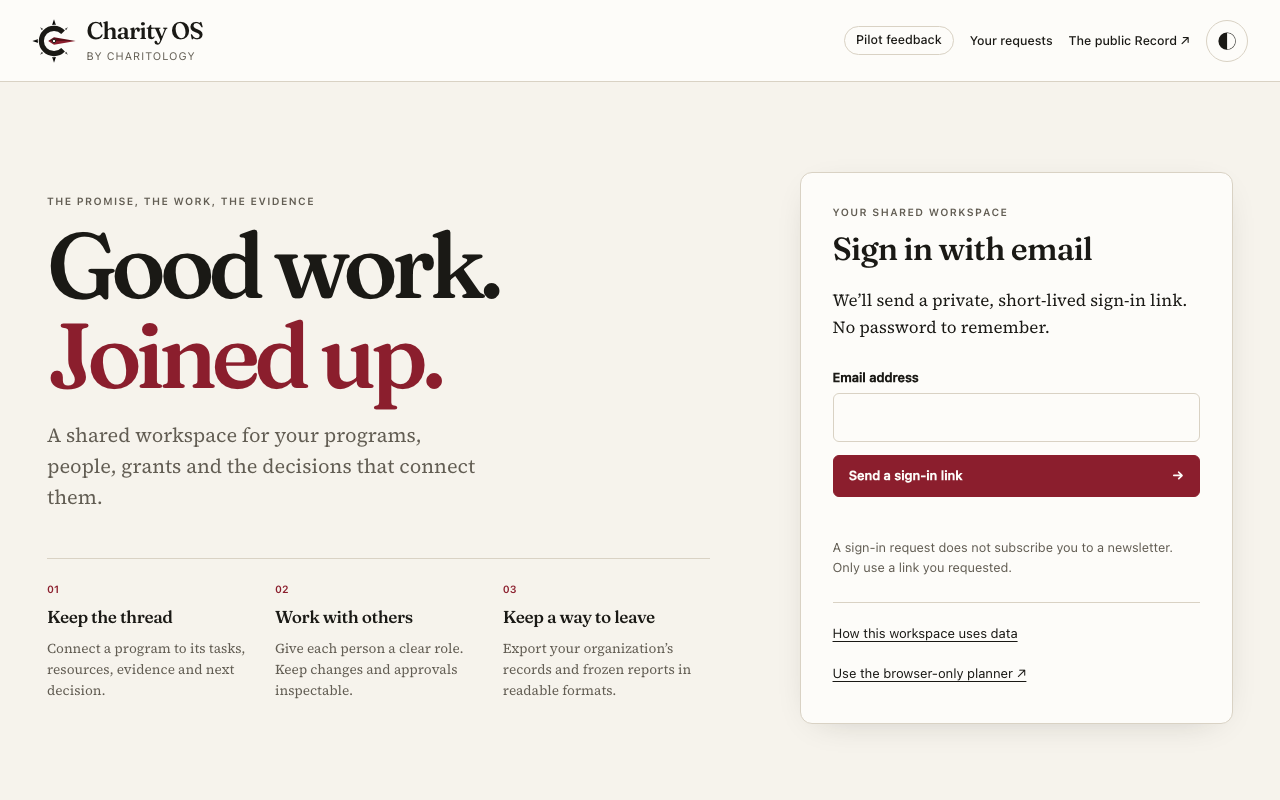 Charity OS
BY CHARITOLOGY
Pilot feedback
Your requests
The public Record ↗
THE PROMISE, THE WORK, THE EVIDENCE
Good work.
Joined up.
A shared workspace for your programs,
people, grants and the decisions that connect
them.
01
Keep the thread
Connect a program to its tasks,
resources, evidence and next
decision.
02
Work with others
Give each person a clear role.
Keep changes and approvals
inspectable.
03
Keep a way to leave
Export your organization’s
records and frozen reports in
readable formats.
YOUR SHARED WORKSPACE
Sign in with email
We’ll send a private, short-lived sign-in link.
No password to remember.
Email address
Send a sign-in link →
A sign-in request does not subscribe you to a newsletter.
Only use a link you requested.
How this workspace uses data
Use the browser-only planner ↗